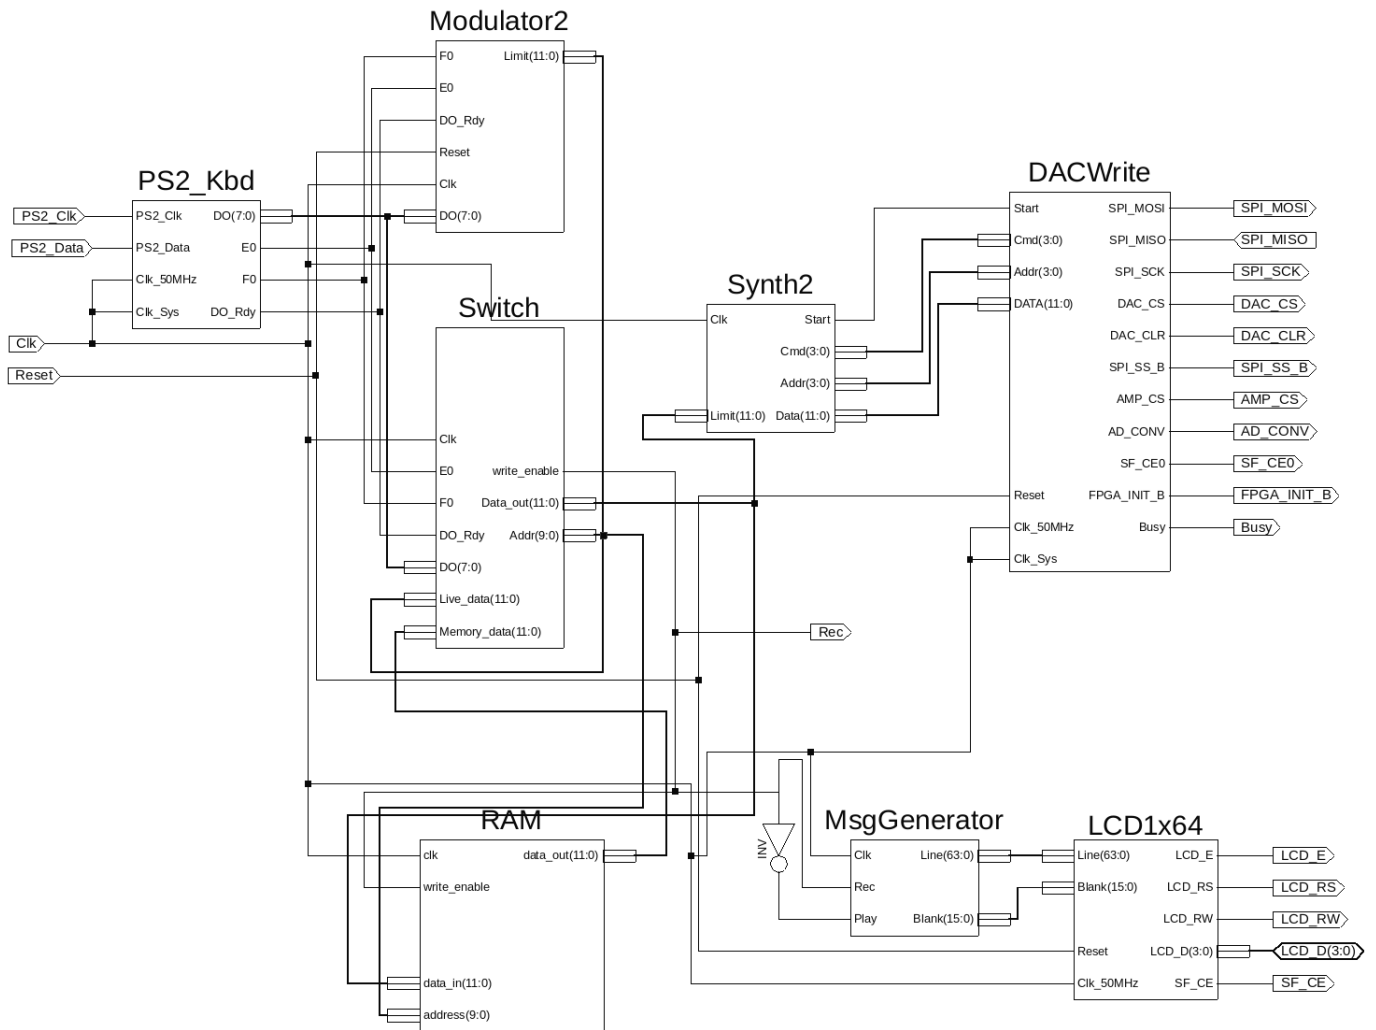 Modulator2
F0
Limit(11:0)
E0
DO_Rdy
Reset
Clk
DO(7:0)
PS2_Kbd
PS2_Clk
PS2_Clk
DO(7:0)
PS2_Data
PS2_Data
E0
Clk_50MHz
F0
Clk_Sys
DO_Rdy
Clk
Reset
Switch
Clk
E0
write_enable
F0
Data_out(11:0)
DO_Rdy
Addr(9:0)
DO(7:0)
Live_data(11:0)
Memory_data(11:0)
Synth2
Clk
Start
Cmd(3:0)
Addr(3:0)
Limit(11:0)
Data(11:0)
DACWrite
Start
SPI_MOSI
SPI_MOSI
Cmd(3:0)
SPI_MISO
SPI_MISO
Addr(3:0)
SPI_SCK
SPI_SCK
DATA(11:0)
DAC_CS
DAC_CS
DAC_CLR
DAC_CLR
SPI_SS_B
SPI_SS_B
AMP_CS
AMP_CS
AD_CONV
AD_CONV
SF_CE0
SF_CE0
Reset
FPGA_INIT_B
FPGA_INIT_B
Clk_50MHz
Busy
Busy
Clk_Sys
Rec
RAM
clk
data_out(11:0)
write_enable
data_in(11:0)
address(9:0)
INV
MsgGenerator
Clk
Line(63:0)
Rec
Play
Blank(15:0)
LCD1x64
Line(63:0)
LCD_E
LCD_E
Blank(15:0)
LCD_RS
LCD_RS
LCD_RW
LCD_RW
Reset
LCD_D(3:0)
LCD_D(3:0)
Clk_50MHz
SF_CE
SF_CE